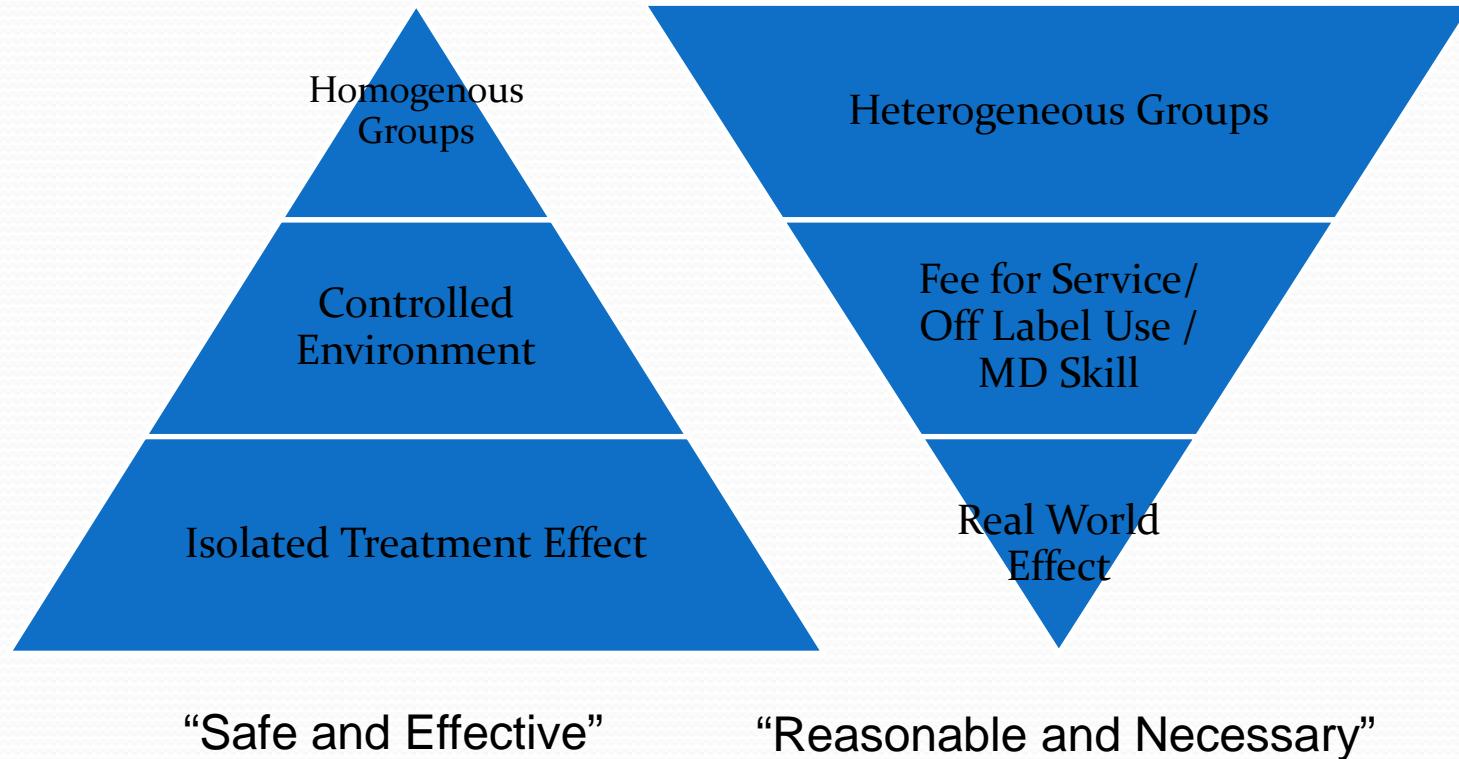 Homogenous
Groups
Controlled
Environment
Isolated Treatment Effect
“Safe and Effective”
Heterogeneous Groups
Fee for Service/
Off Label Use /
MD Skill
Real World
Effect
“Reasonable and Necessary”